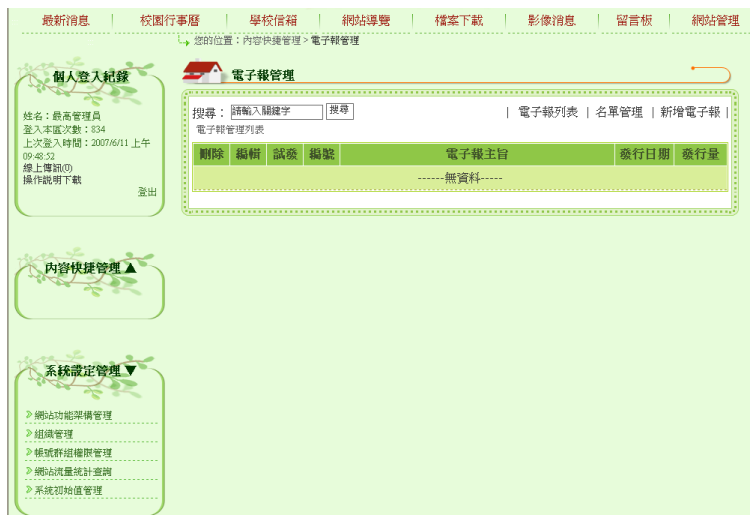 最新消息 | 校園行事曆 | 學校信箱 | 網站導覽 | 檔案下載 | 影像消息 | 留言板 | 網站管理
您的位置：內容快捷管理 > 電子報管理
個人登入紀錄
姓名：最高管理員
登入本區次數：834
上次登入時間：2007/6/11 上午
09:48:52
線上傳訊(0)
操作說明下載
登出
內容快捷管理 ▲
系統設定管理 ▼
網站功能架構管理
組織管理
帳號群組權限管理
網站流量統計查詢
系統初始值管理
電子報管理
搜尋： 請輸入關鍵字 搜尋 | 電子報列表 | 名單管理 | 新增電子報 |
電子報管理列表
刪除 編輯 試發 編號 電子報主旨 發行日期 發行量
------無資料-----